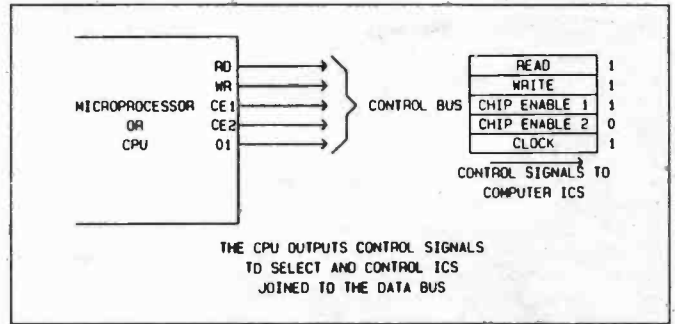 RD
WR
CE1
CE2
01
MICROPROCESSOR
OR
CPU
CONTROL BUS
READ 1
WRITE 1
CHIP ENABLE 1 1
CHIP ENABLE 2 0
CLOCK 1
CONTROL SIGNALS TO
COMPUTER ICS
THE CPU OUTPUTS CONTROL SIGNALS
TO SELECT AND CONTROL ICS
JOINED TO THE DATA BUS